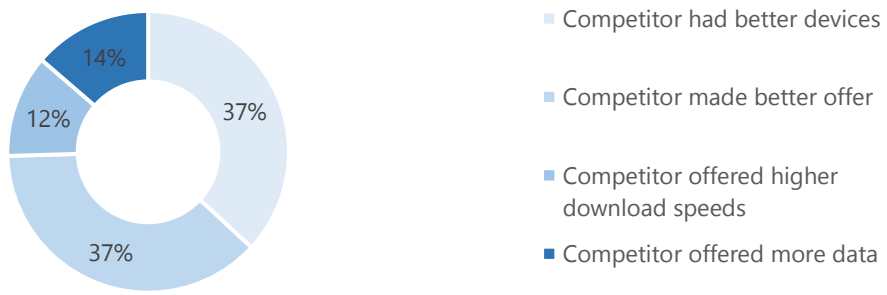 14%
37%
12%
37%
Competitor had better devices
Competitor made better offer
Competitor offered higher
download speeds
Competitor offered more data